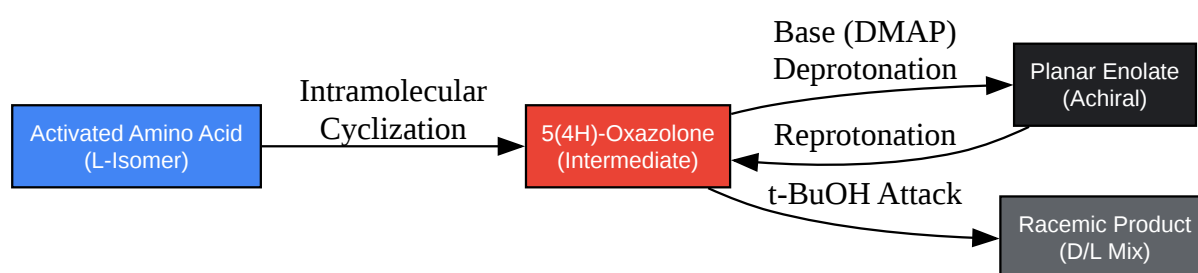 Activated Amino Acid
(L-Isomer)
Intramolecular
Cyclization
5(4H)-Oxazolone
(Intermediate)
Base (DMAP)
Deprotonation
Reprotonation
t-BuOH Attack
Planar Enolate
(Achiral)
Racemic Product
(D/L Mix)